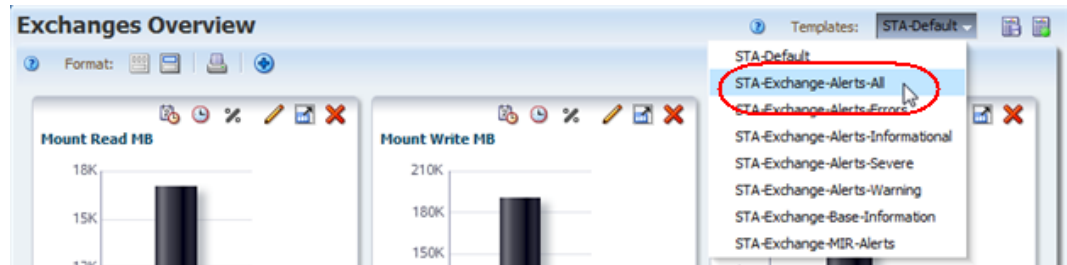 Exchanges Overview
Templates: STA-Default
Format:
STA-Default
STA-Exchange-Alerts-All
STA-Exchange-Alerts-Errors
STA-Exchange-Alerts-Informational
STA-Exchange-Alerts-Severe
STA-Exchange-Alerts-Warning
STA-Exchange-Base-Information
STA-Exchange-MIR-Alerts
Mount Read MB
18K
15K
Mount Write MB
210K
180K
150K